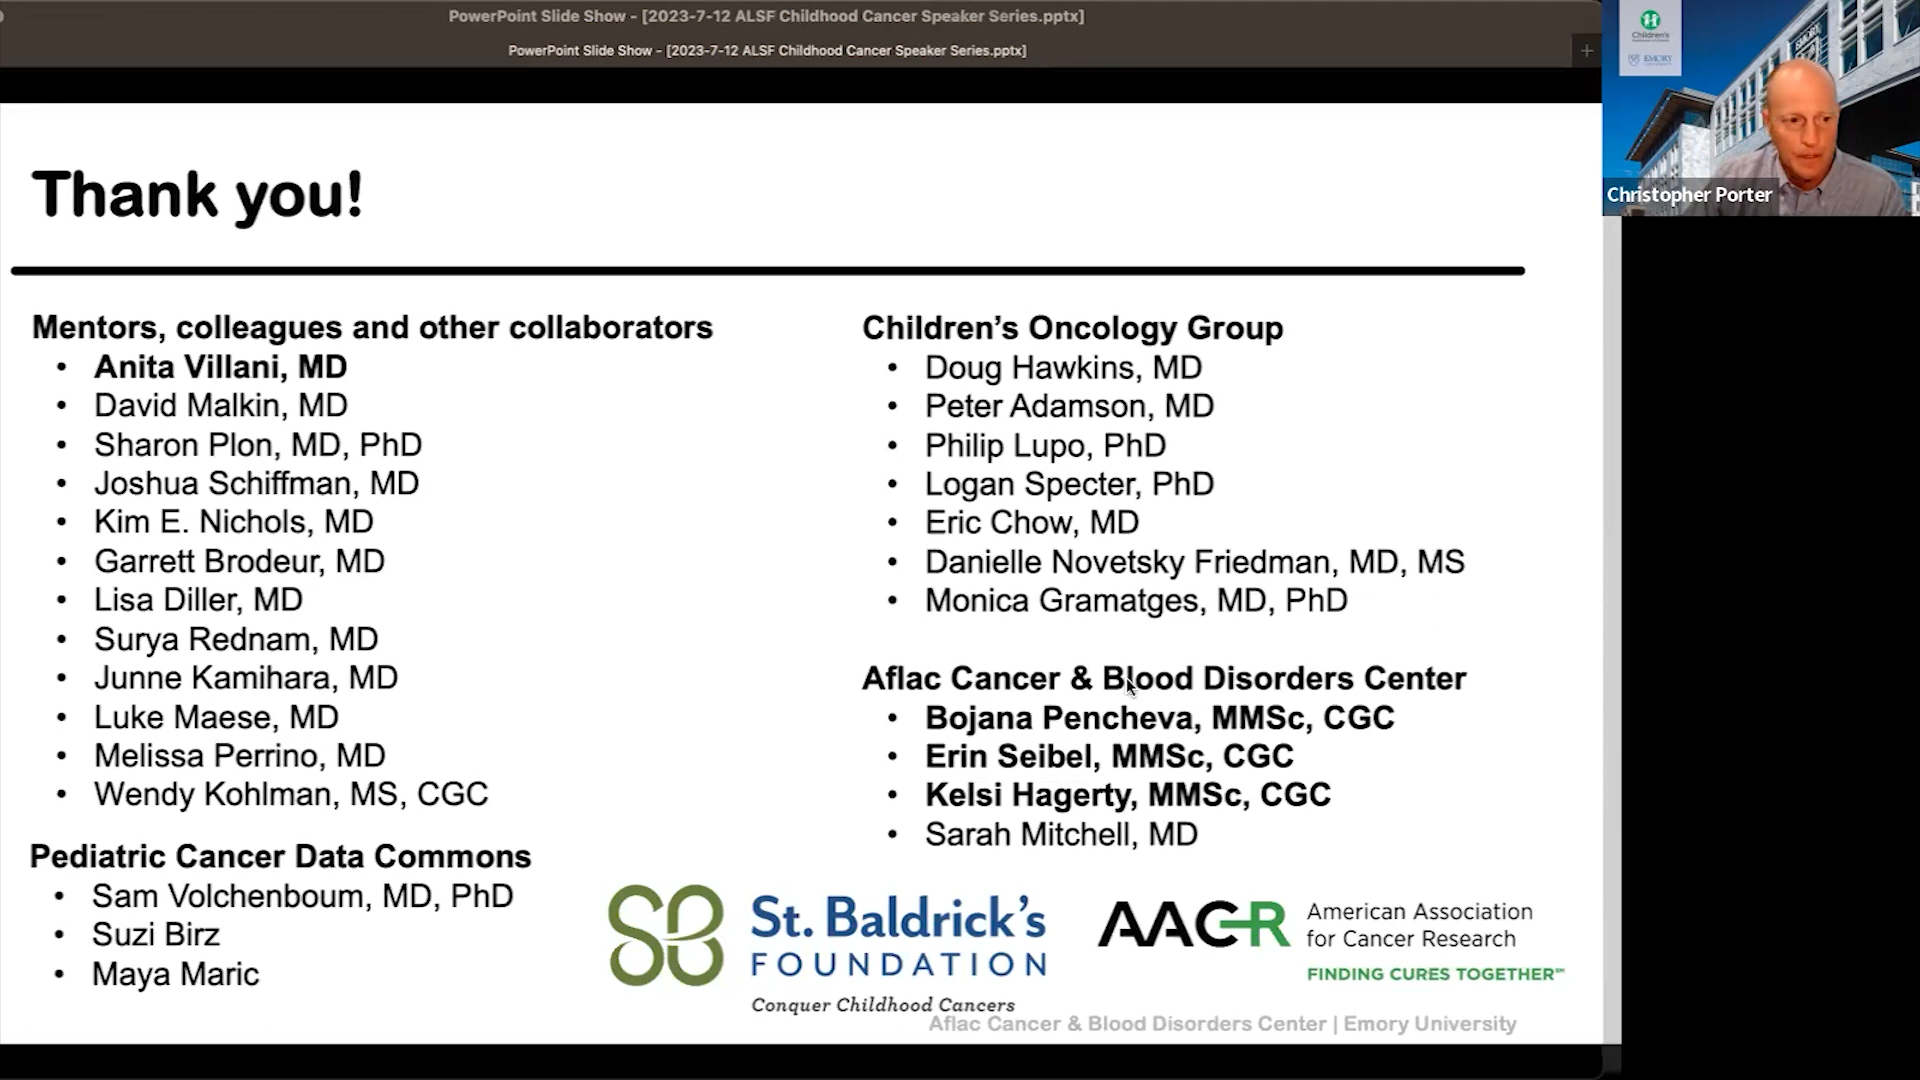 PowerPoint Slide Show - [2023-7-12 ALSF Childhood Cancer Speaker Series.pptx]
PowerPoint Slide Show - [2023-7-12 ALSF Childhood Cancer Speaker Series.pptx]
+
Children's
EMORY
EMORY
Christopher Porter
Thank you!
Mentors, colleagues and other collaborators
• Anita Villani, MD
• David Malkin, MD
• Sharon Plon, MD, PhD
• Joshua Schiffman, MD
• Kim E. Nichols, MD
• Garrett Brodeur, MD
• Lisa Diller, MD
• Surya Rednam, MD
• Junne Kamihara, MD
• Luke Maese, MD
• Melissa Perrino, MD
• Wendy Kohlman, MS, CGC
Pediatric Cancer Data Commons
• Sam Volchenboum, MD, PhD
• Suzi Birz
• Maya Maric
Children's Oncology Group
• Doug Hawkins, MD
• Peter Adamson, MD
• Philip Lupo, PhD
• Logan Specter, PhD
• Eric Chow, MD
• Danielle Novetsky Friedman, MD, MS
• Monica Gramatges, MD, PhD
Aflac Cancer & Blood Disorders Center
• Bojana Pencheva, MMSc, CGC
• Erin Seibel, MMSc, CGC
• Kelsi Hagerty, MMSc, CGC
• Sarah Mitchell, MD
SB
St. Baldrick's
FOUNDATION
Conquer Childhood Cancers
AACR
American Association
for Cancer Research
FINDING CURES TOGETHER℠
Aflac Cancer & Blood Disorders Center | Emory University